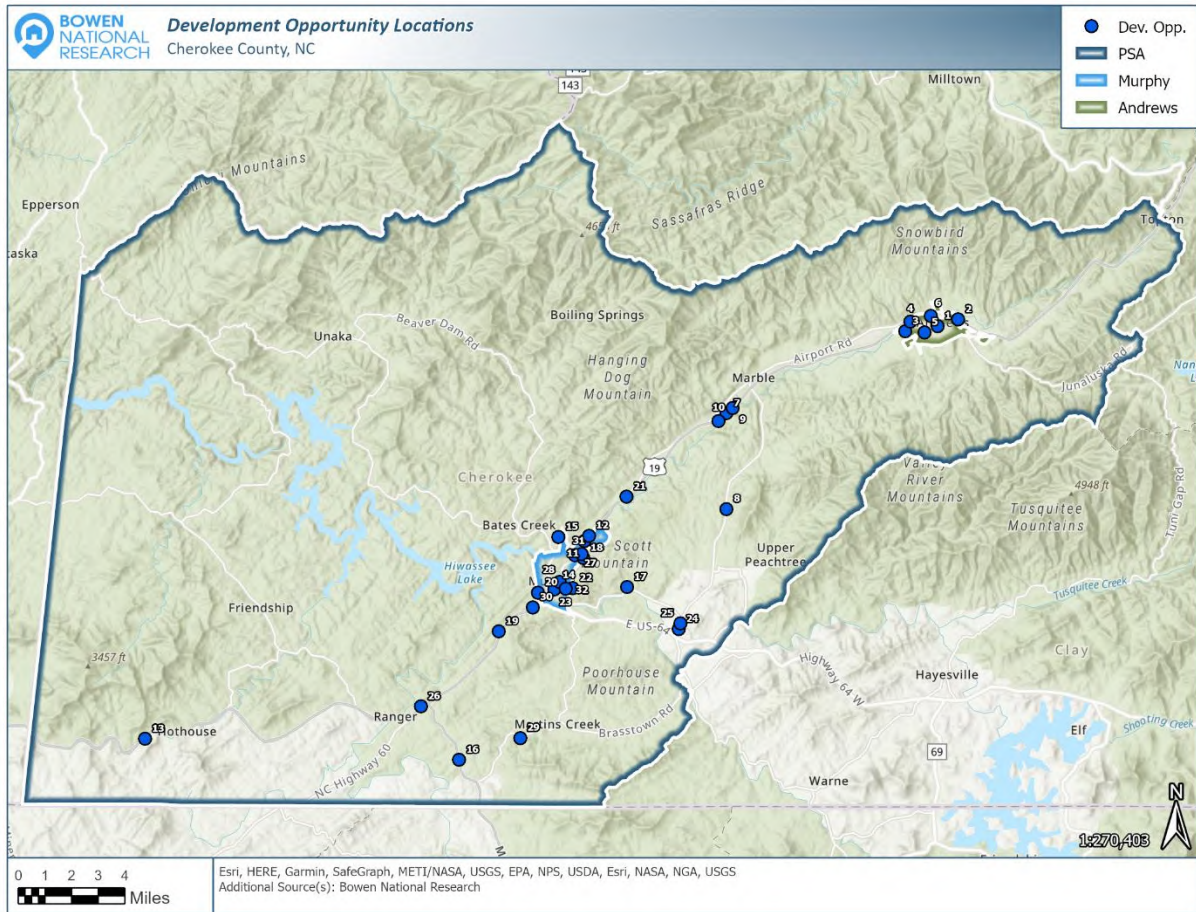 BOWEN
NATIONAL
RESEARCH
Development Opportunity Locations
Cherokee County, NC
Dev. Opp.
PSA
Murphy
Andrews
143
Milltown
Epperson
Sassafras Ridge
Snowbird
Mountains
Unaka
Beaver Dam Rd
Boiling Springs
6
4
1
2
3
5
Hanging
Dog
Mountain
Airport Rd
Junaluska Rd
Marble
10
7
9
Cherokee
19
21
8
River
Mountains
4948 ft
Tusquitee
Mountains
Tuni Gap Rd
Bates Creek
15
12
31
18
11
27
Scott
Upper
Peachtree
Hiwassee
Lake
28
14
22
20
32
30
23
17
Tusquitee Creek
Friendship
19
E US-64
25
24
Clay
3457 ft
Poorhouse
Mountain
Highway 64 W
Hayesville
26
Ranger
29
Martins Creek
Brasstown Rd
Shooting Creek
Elf
13
Hothouse
16
NC Highway 60
69
Warne
N
1:270,403
0 1 2 3 4
Miles
Esri, HERE, Garmin, SafeGraph, METI/NASA, USGS, EPA, NPS, USDA, Esri, NASA, NGA, USGS
Additional Source(s): Bowen National Research